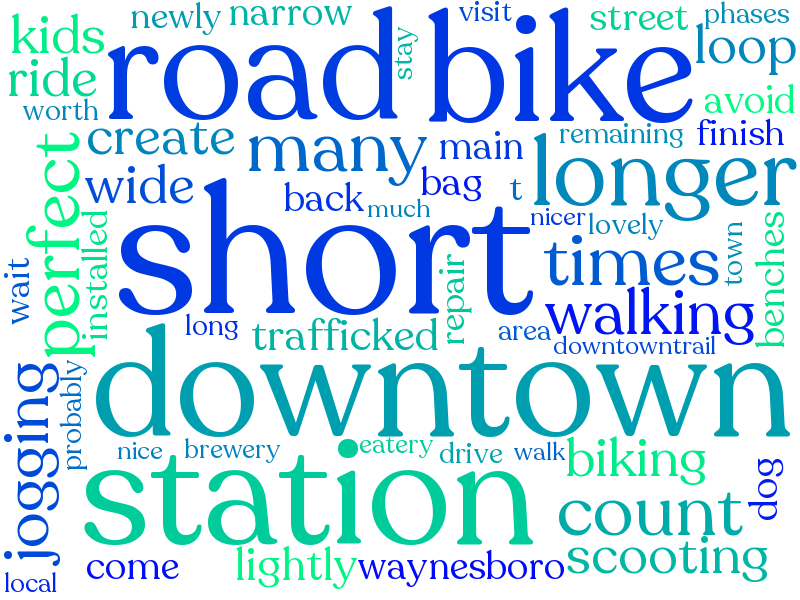 newly
narrow
visit
street
phases
kids
road
bike
stay
loop
ride
avoid
worth
create
many
main
remaining
finish
perfect
wide
back
bag
t
longer
much
nicer
lovely
installed
short
times
town
benches
wait
walking
long
trafficked
repair
area
downtowntrail
downtown
jogging
probably
nice
brewery
eatery
drive
walk
biking
dog
station
count
come
lightly
waynesboro
scooting
local